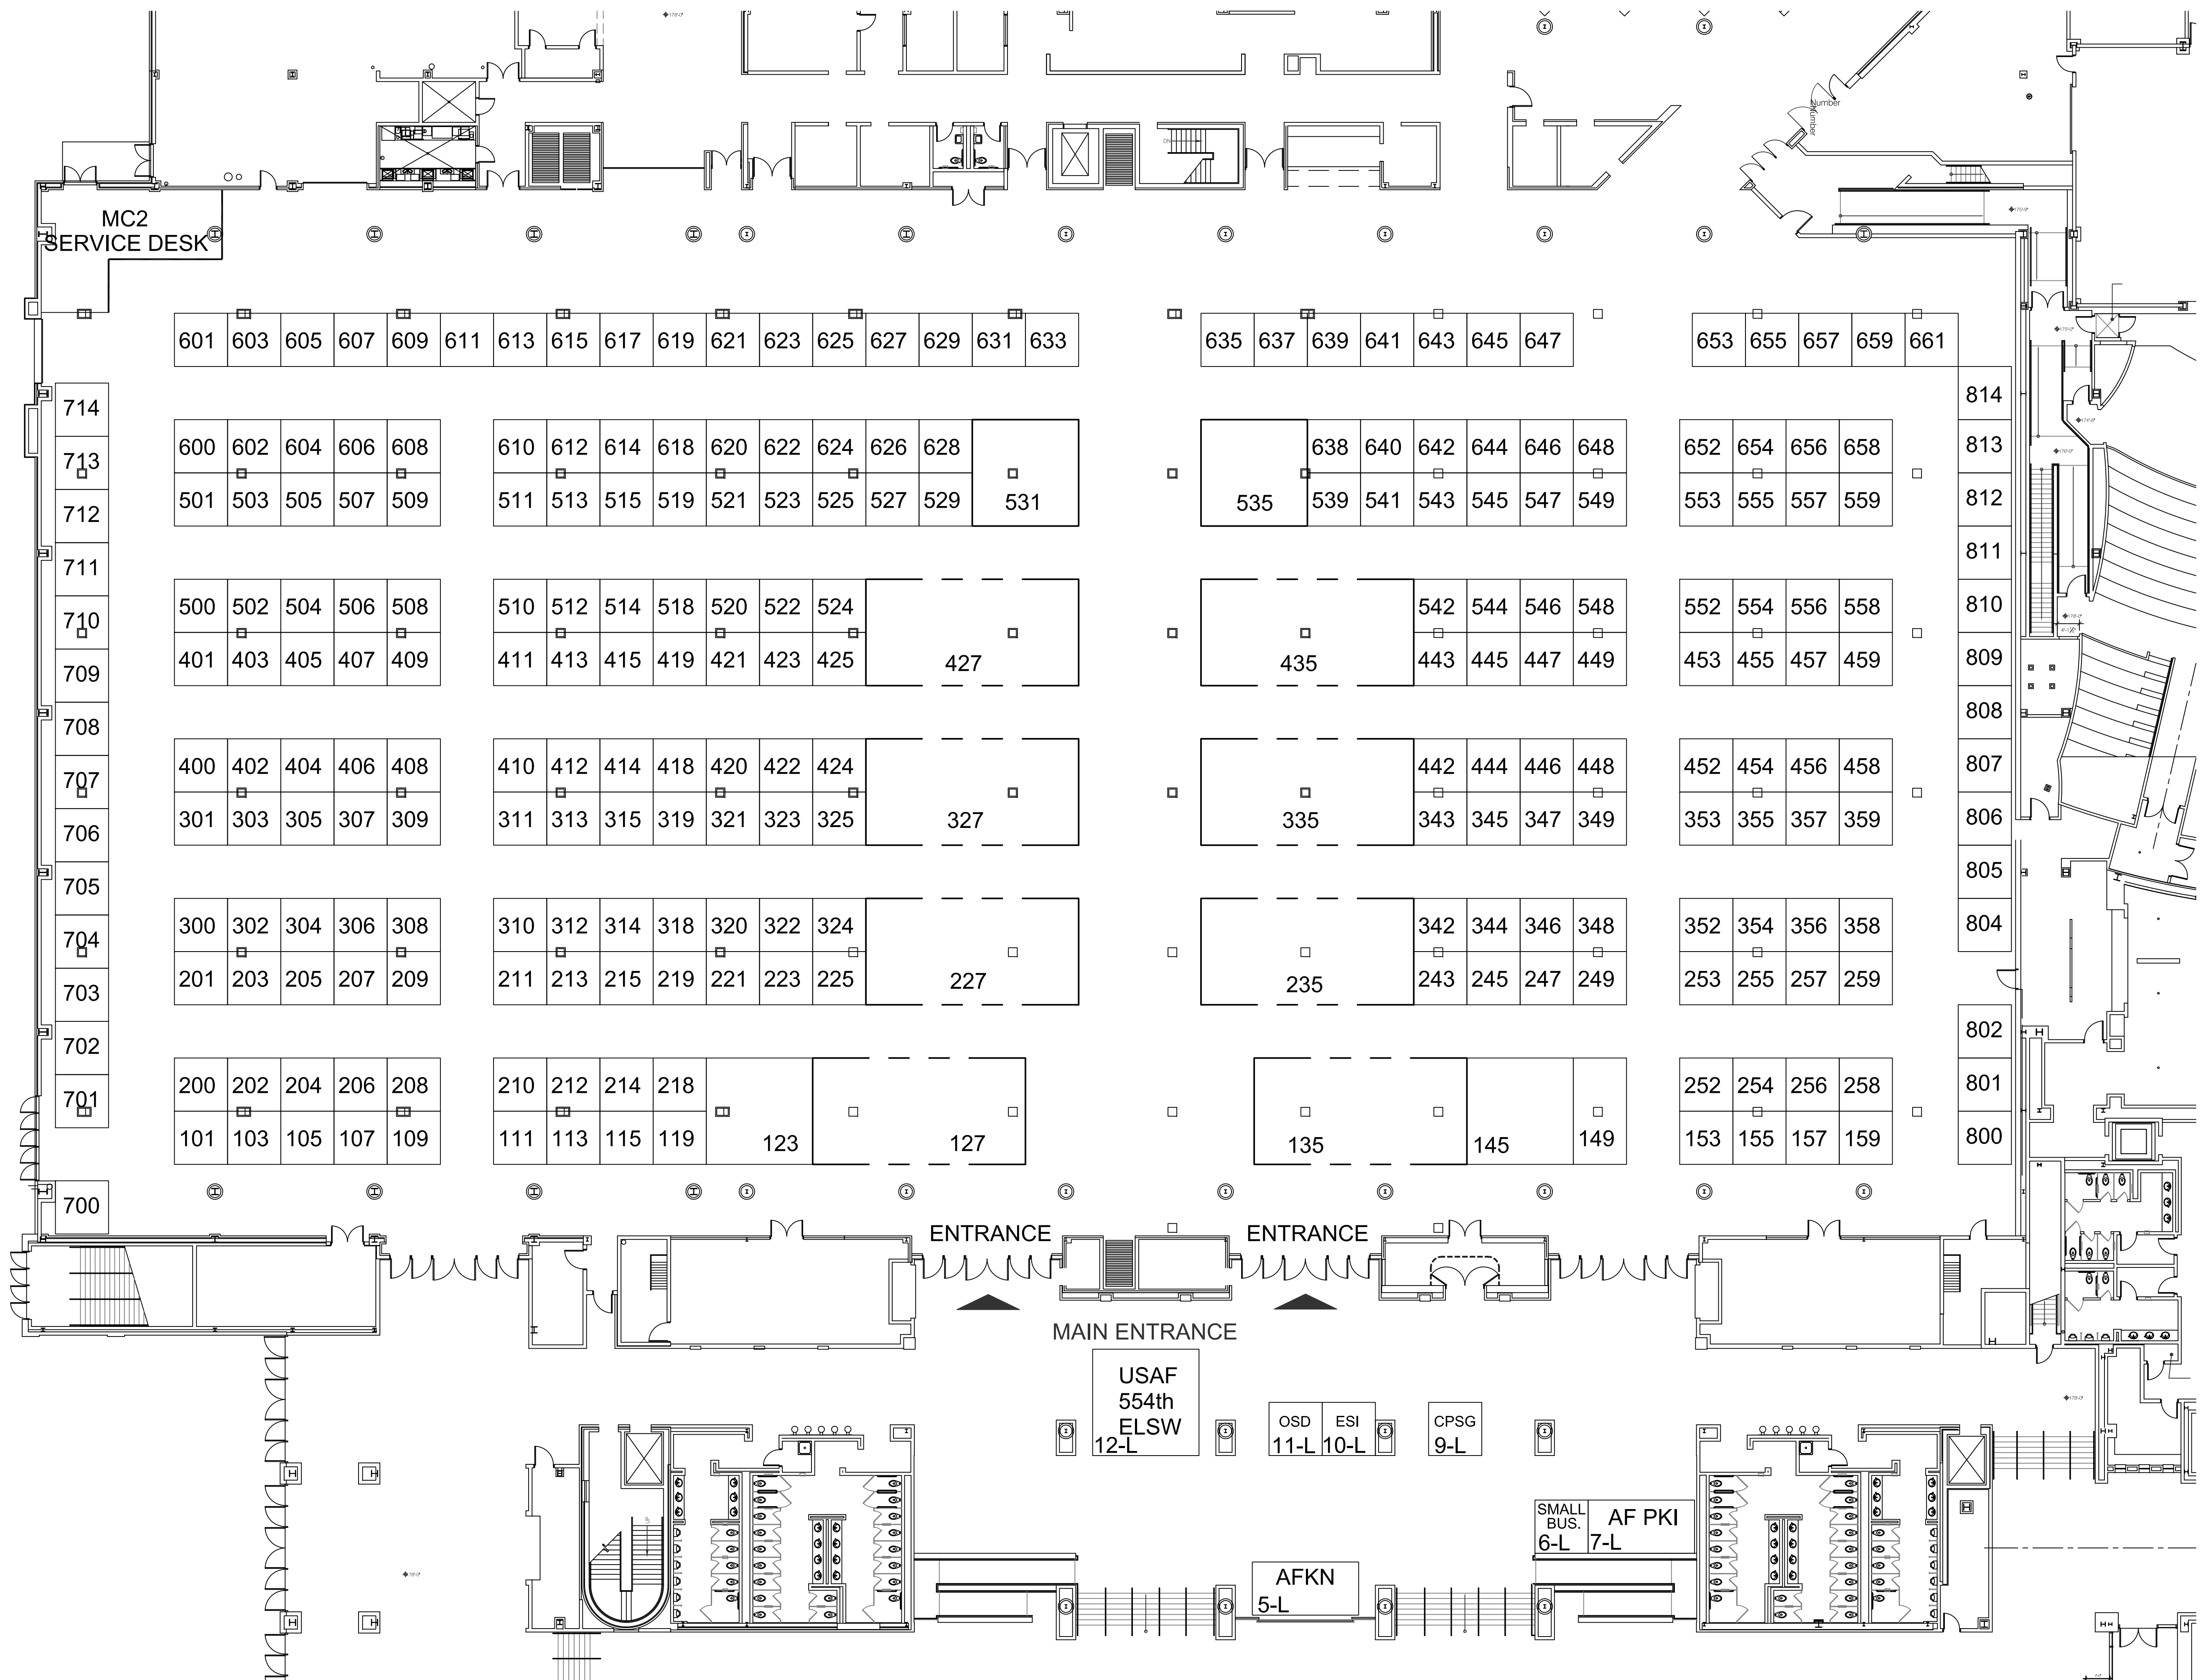 178'-0"
Number
Number
DN
MC2
SERVICE DESK
176'-0"
176'-0"
601 603 605 607 609 611 613 615 617 619 621 623 625 627 629 631 633 635 637 639 641 643 645 647 653 655 657 659 661
176'-0"
714 814
600 602 604 606 608 610 612 614 618 620 622 624 626 628 638 640 642 644 646 648 652 654 656 658 813
713
501 503 505 507 509 511 513 515 519 521 523 525 527 529 531 535 539 541 543 545 547 549 553 555 557 559 812
712
711 811
500 502 504 506 508 510 512 514 518 520 522 524 542 544 546 548 552 554 556 558 810
710
401 403 405 407 409 411 413 415 419 421 423 425 427 435 443 445 447 449 453 455 457 459 809
709
708 808
400 402 404 406 408 410 412 414 418 420 422 424 442 444 446 448 452 454 456 458 807
707
301 303 305 307 309 311 313 315 319 321 323 325 327 335 343 345 347 349 353 355 357 359 806
706
705 805
300 302 304 306 308 310 312 314 318 320 322 324 342 344 346 348 352 354 356 358 804
704
201 203 205 207 209 211 213 215 219 221 223 225 227 235 243 245 247 249 253 255 257 259
703
702 802
200 202 204 206 208 210 212 214 218 252 254 256 258 801
701
101 103 105 107 109 111 113 115 119 123 127 135 145 149 153 155 157 159 800
700
ENTRANCE ENTRANCE
MAIN ENTRANCE
USAF
554th
ELSW
12-L
OSD
11-L
ESI
10-L
CPSG
9-L
178'-0"
UP
SMALL
BUS.
6-L
AF PKI
7-L
AFKN
5-L